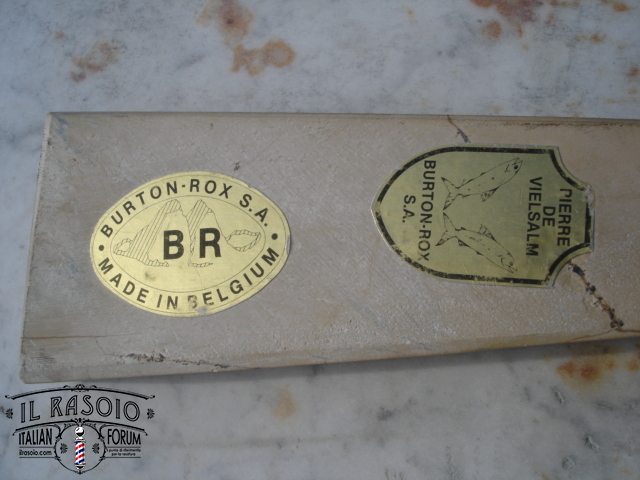 BURTON-ROX S.A.
BR
MADE IN BELGIUM
PIERRE
DE
VIELSALM
BURTON-ROX
S.A.
IL RASOIO
ITALIAN
FORUM
ilrasoio.com